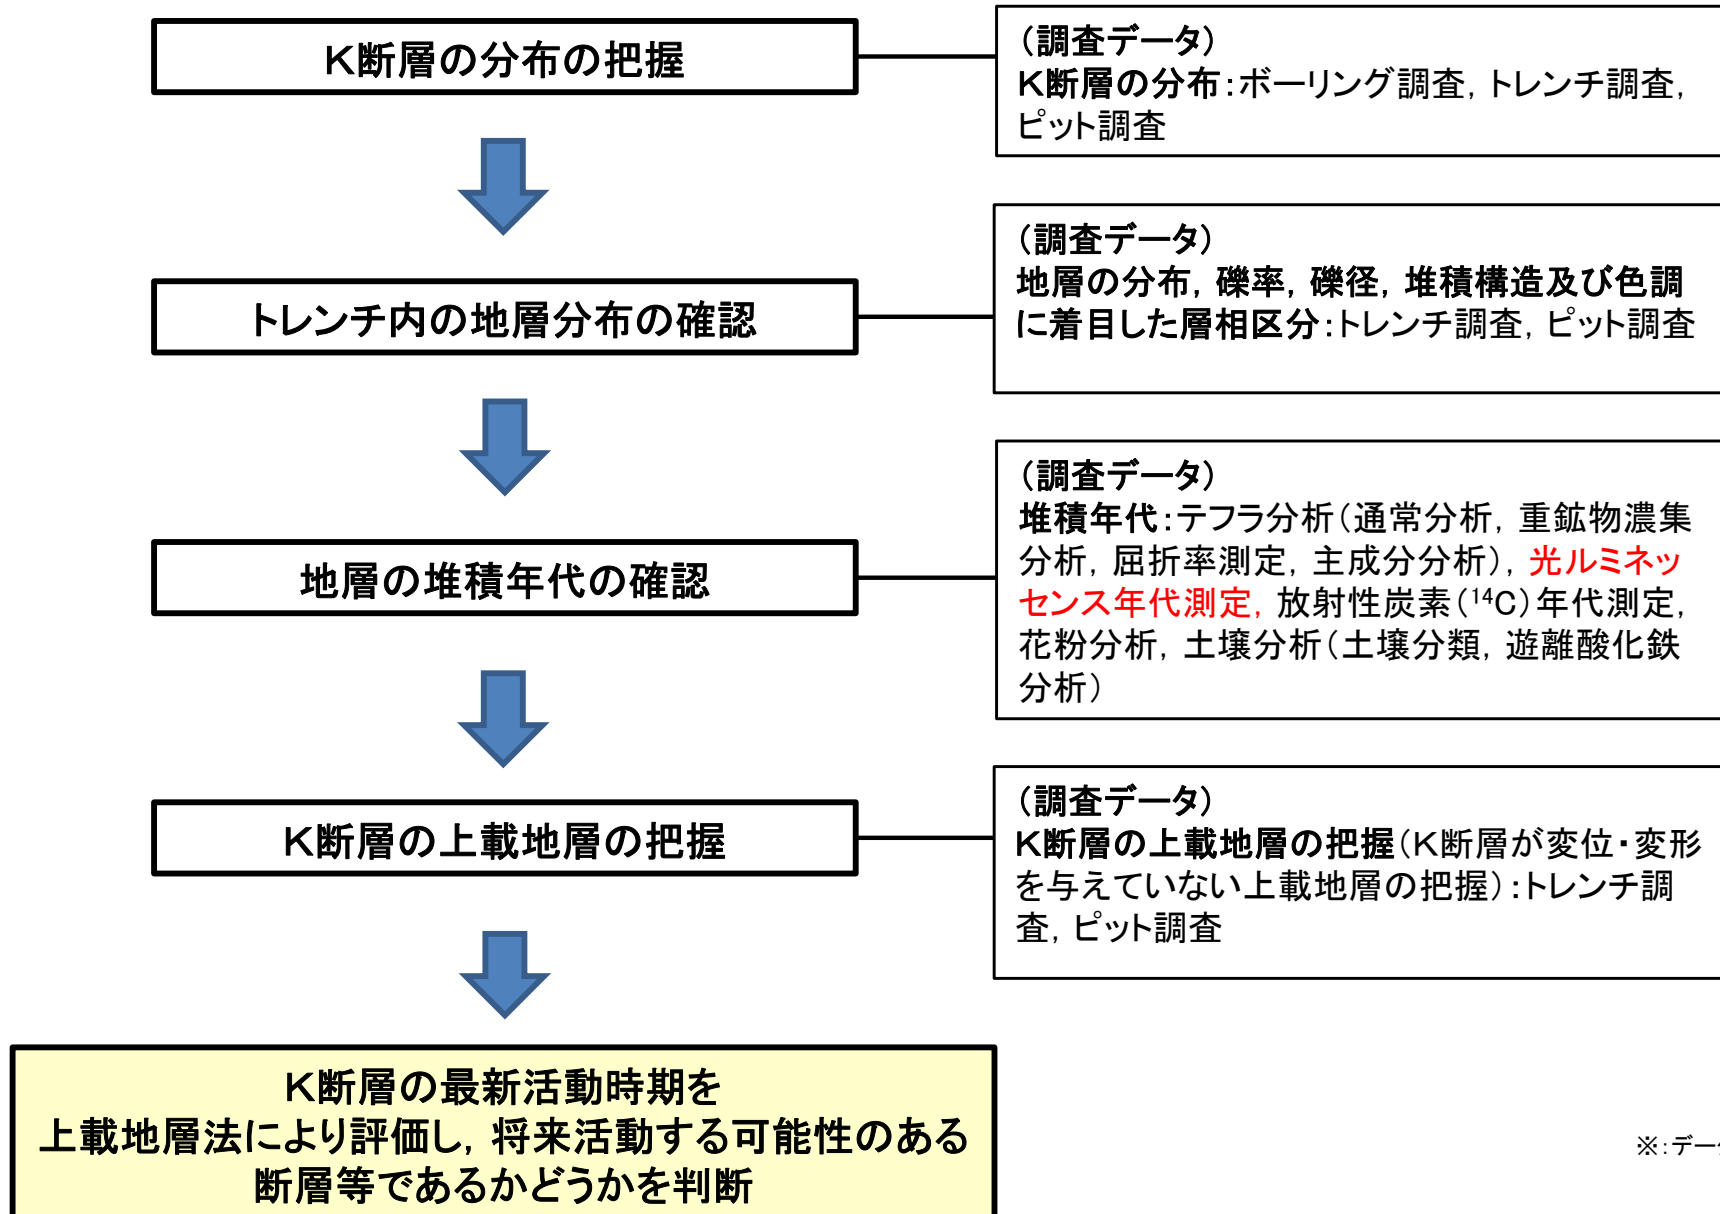 K断層の分布の把握
(調査データ)
K断層の分布:ボーリング調査, トレンチ調査,
ピット調査
トレンチ内の地層分布の確認
(調査データ)
地層の分布, 礫率, 礫径, 堆積構造及び色調
に着目した層相区分:トレンチ調査, ピット調査
地層の堆積年代の確認
(調査データ)
堆積年代:テフラ分析(通常分析, 重鉱物濃集
分析, 屈折率測定, 主成分分析), 光ルミネッ
センス年代測定, 放射性炭素(¹⁴C)年代測定,
花粉分析, 土壌分析(土壌分類, 遊離酸化鉄
分析)
K断層の上載地層の把握
(調査データ)
K断層の上載地層の把握(K断層が変位・変形
を与えていない上載地層の把握):トレンチ調
査, ピット調査
K断層の最新活動時期を
上載地層法により評価し, 将来活動する可能性のある
断層等であるかどうかを判断
※:デー